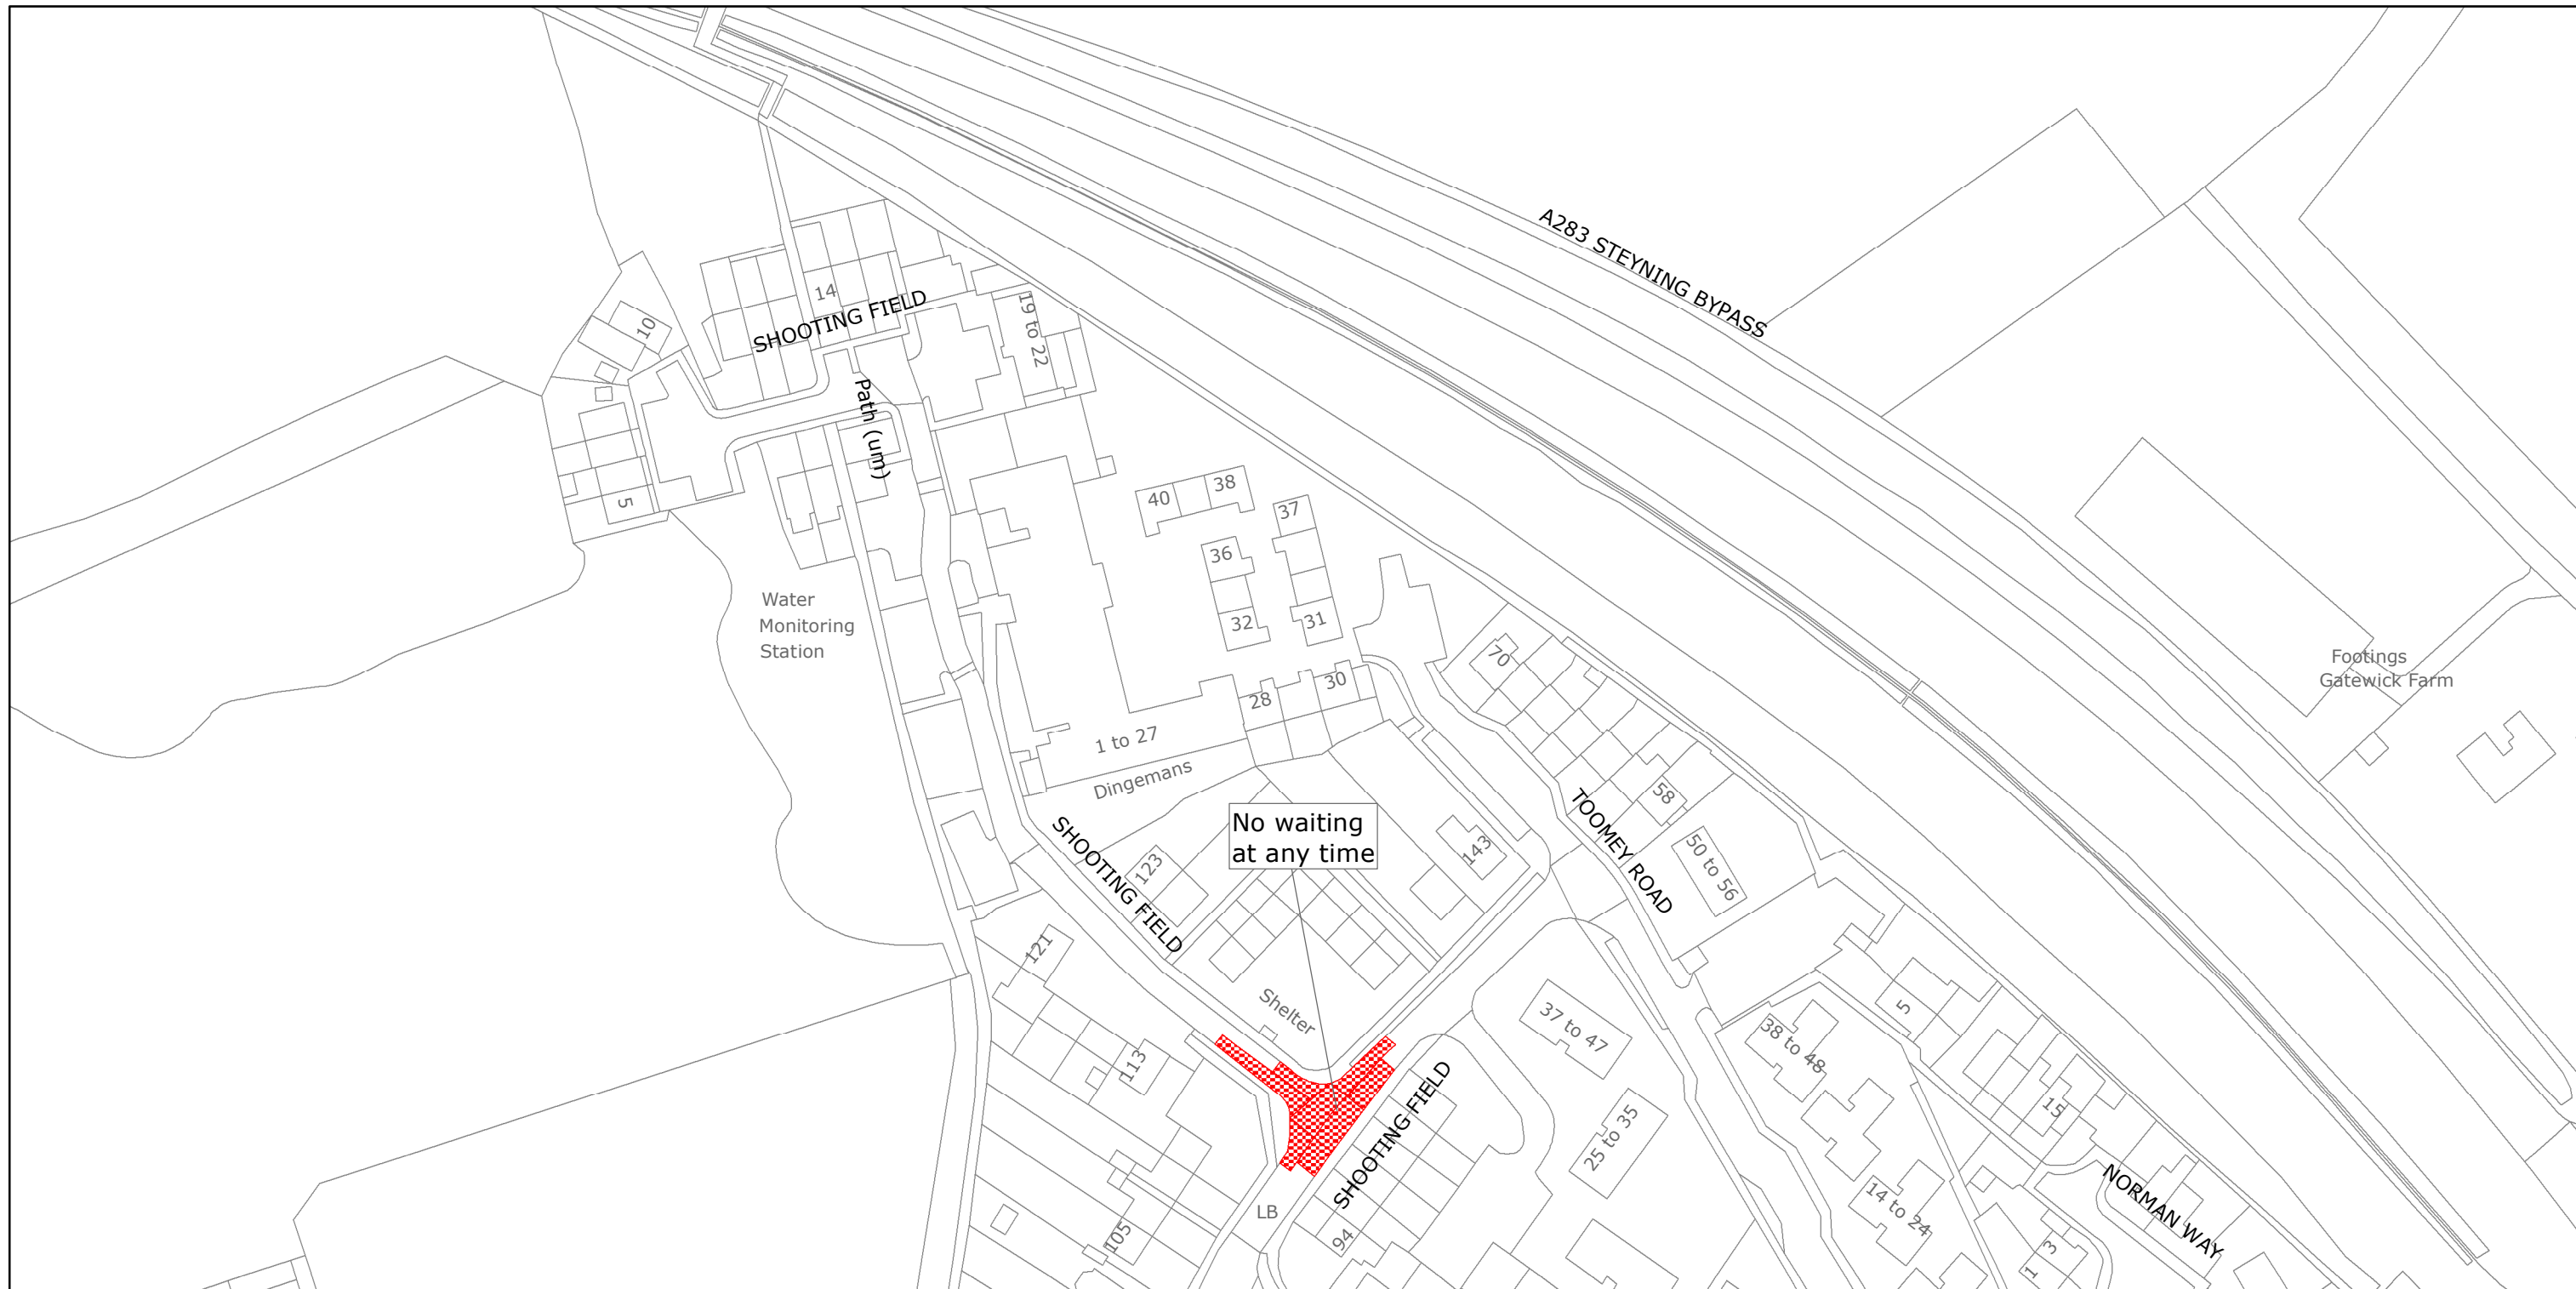 A283 STEYNING BYPASS
14
SHOOTING FIELD
10
19 to 22
Path (um)
5
40
38
37
36
32
31
Water
Monitoring
Station
70
30
28
1 to 27
Dingemans
Footings
Gatewick Farm
58
TOOMEY ROAD
50 to 56
No waiting
at any time
SHOOTING FIELD
123
143
121
Shelter
37 to 47
5
38 to 48
113
SHOOTING FIELD
25 to 35
15
14 to 24
NORMAN WAY
LB
94
105
3
1